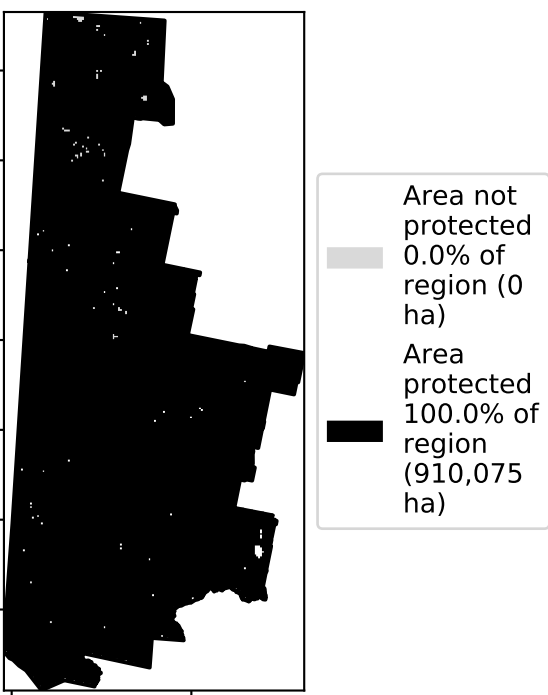 Area not
protected
0.0% of
region (0
ha)
Area
protected
100.0% of
region
(910,075
ha)